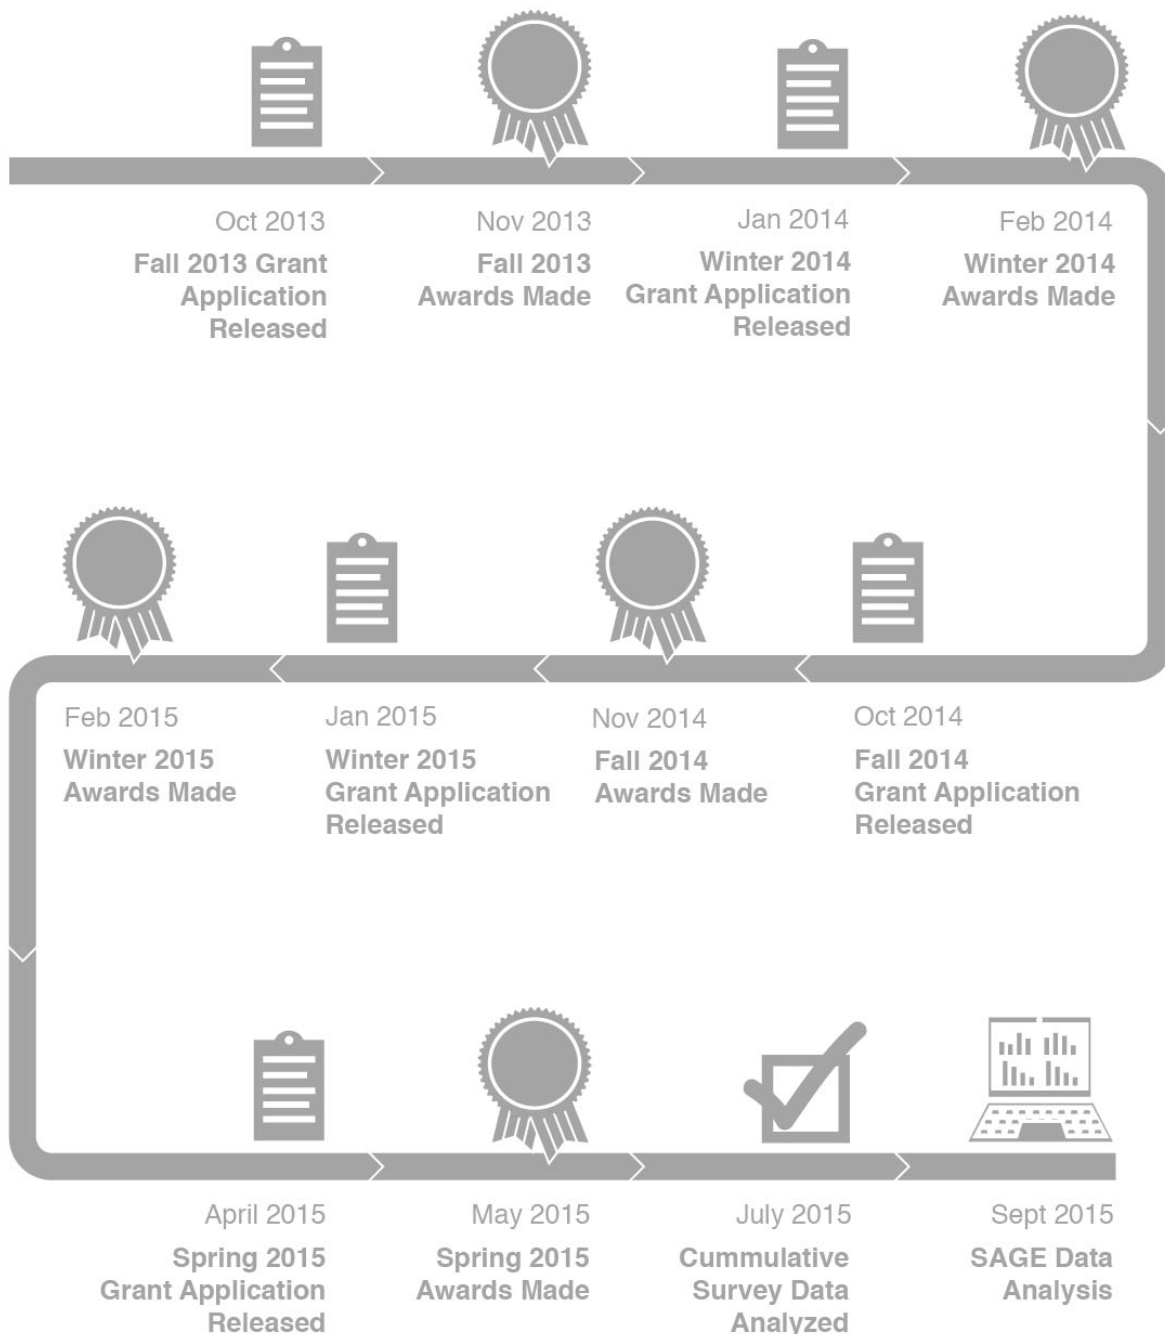 Oct 2013
Fall 2013 Grant
Application
Released
Nov 2013
Fall 2013
Awards Made
Jan 2014
Winter 2014
Grant Application
Released
Feb 2014
Winter 2014
Awards Made
Feb 2015
Winter 2015
Awards Made
Jan 2015
Winter 2015
Grant Application
Released
Nov 2014
Fall 2014
Awards Made
Oct 2014
Fall 2014
Grant Application
Released
April 2015
Spring 2015
Grant Application
Released
May 2015
Spring 2015
Awards Made
July 2015
Cummulative
Survey Data
Analyzed
Sept 2015
SAGE Data
Analysis